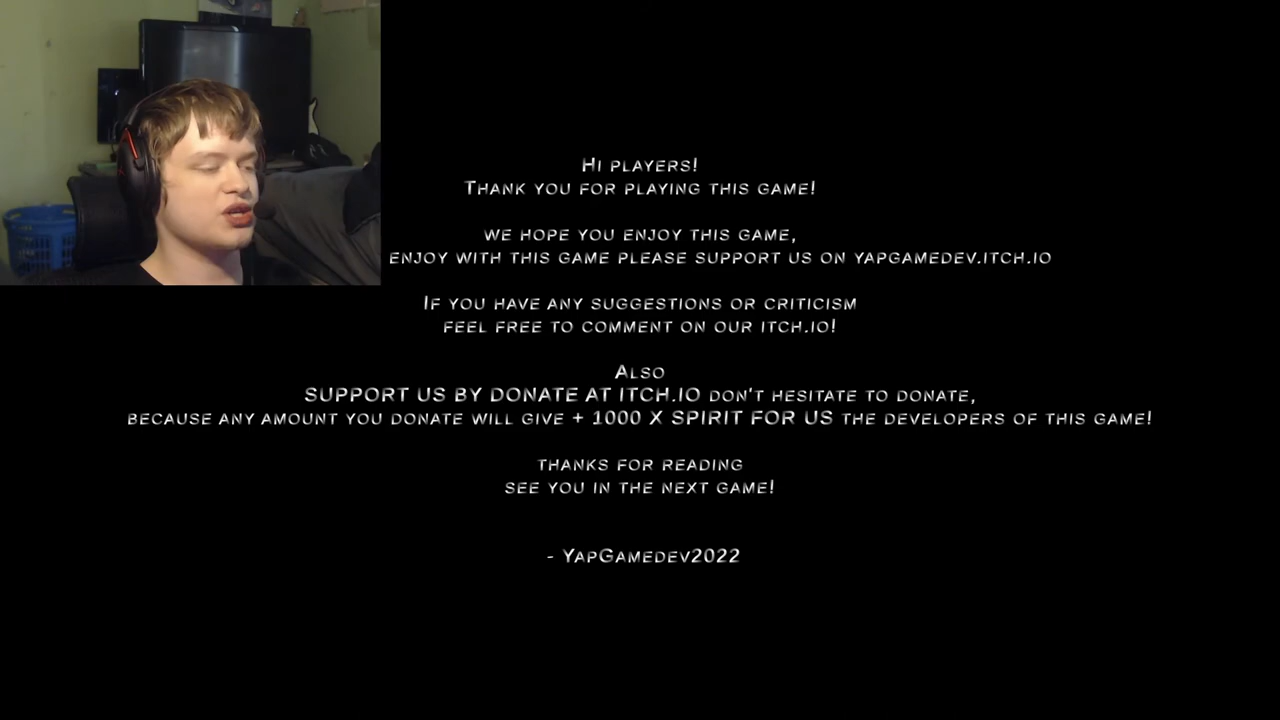 Hi players!
Thank you for playing this game!
we hope you enjoy this game,
enjoy with this game please support us on yapgamedev.itch.io
If you have any suggestions or criticism
feel free to comment on our itch.io!
Also
SUPPORT US BY DONATE AT ITCH.IO don't hesitate to donate,
because any amount you donate will give + 1000 X SPIRIT FOR US the developers of this game!
thanks for reading
see you in the next game!
- YapGamedev2022